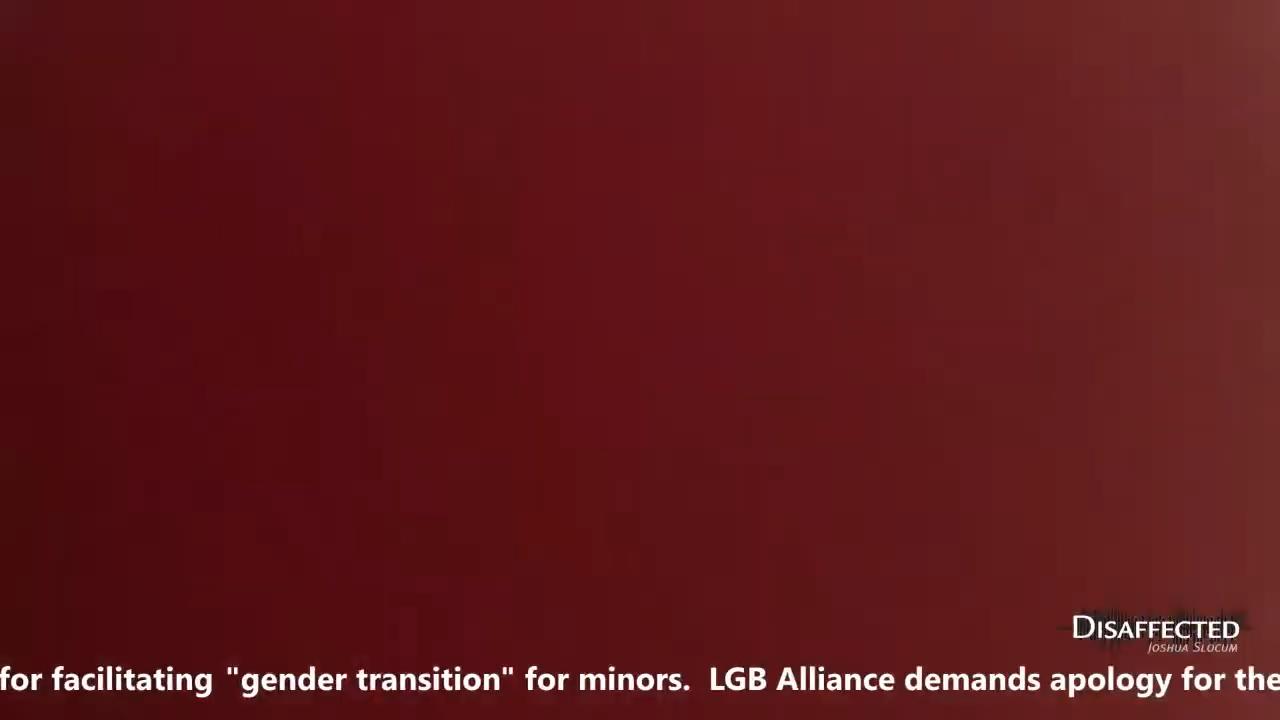 DISAFFECTED
JOSHUA SLOCUM
for facilitating "gender transition" for minors. LGB Alliance demands apology for the